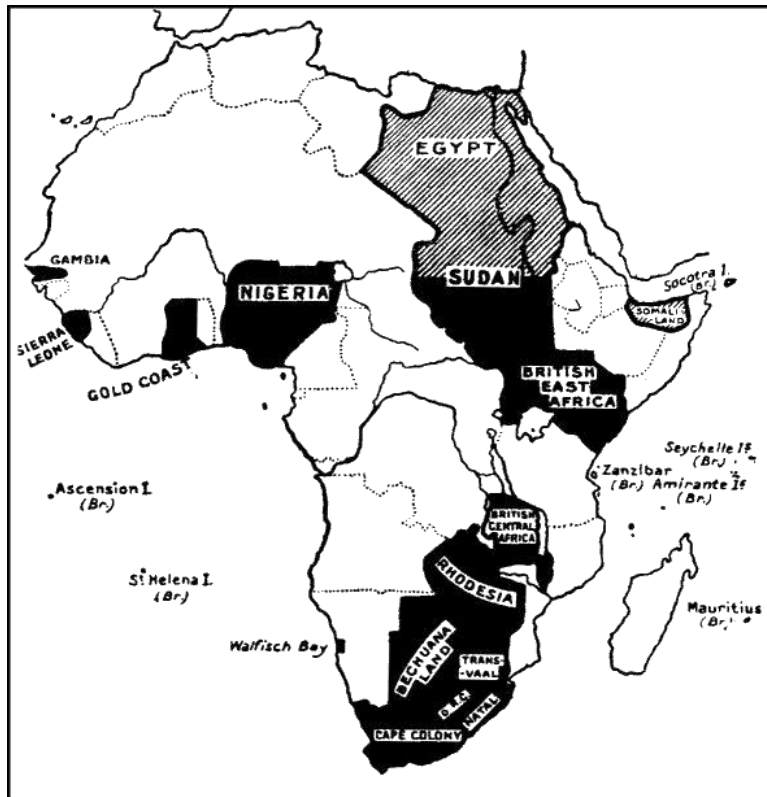 EGYPT
GAMBIA
NIGERIA
SUDAN
Socotra I.
(Br.)
SOMALI-
LAND
SIERRA
LEONE
GOLD COAST
BRITISH
EAST
AFRICA
Seychelle Is
(Br.)
Zanzibar
(Br.)
Amirante Is
(Br.)
Ascension I.
(Br.)
BRITISH
CENTRAL
AFRICA
St Helena I.
(Br.)
RHODESIA
Mauritius
(Br.)
Walfisch Bay
BECHUANA
LAND
TRANS-
VAAL
O.R.C.
NATAL
CAPE COLONY